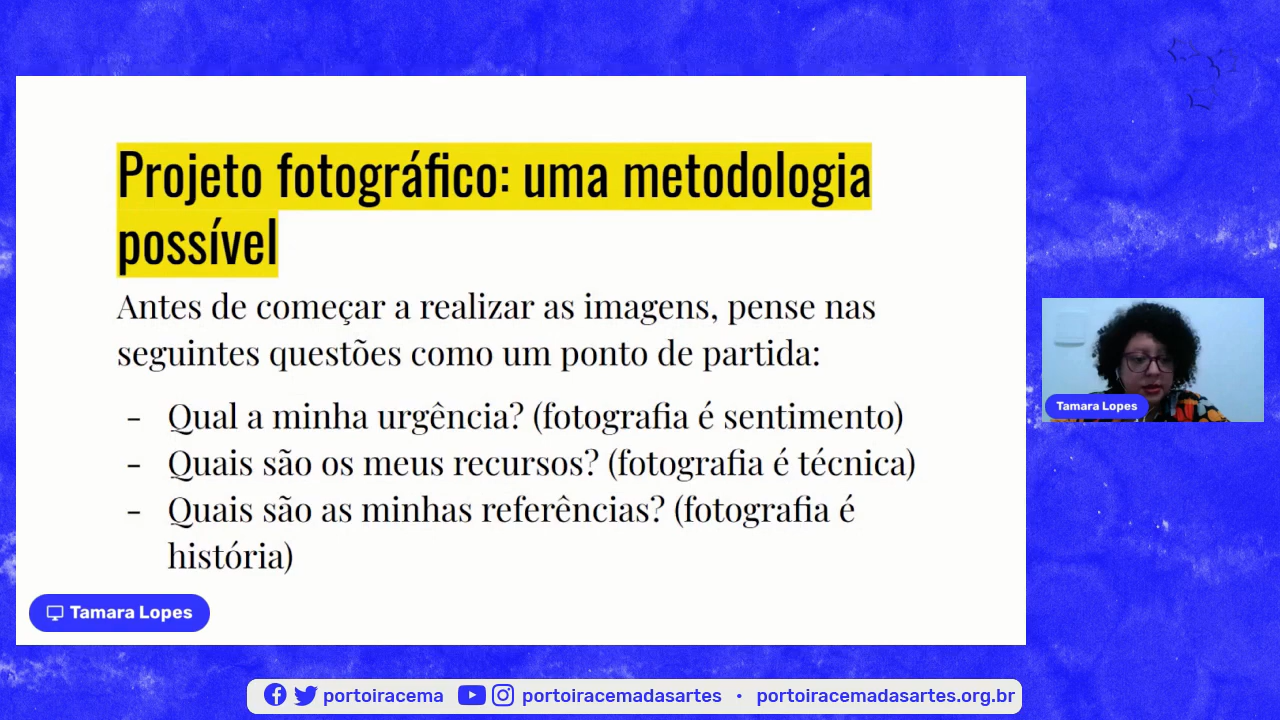 Projeto fotográfico: uma metodologia
possível
Antes de começar a realizar as imagens, pense nas
seguintes questões como um ponto de partida:
- Qual a minha urgência? (fotografia é sentimento)
- Quais são os meus recursos? (fotografia é técnica)
- Quais são as minhas referências? (fotografia é
história)
Tamara Lopes
Tamara Lopes
portoiracema portoiracemadasartes • portoiracemadasartes.org.br